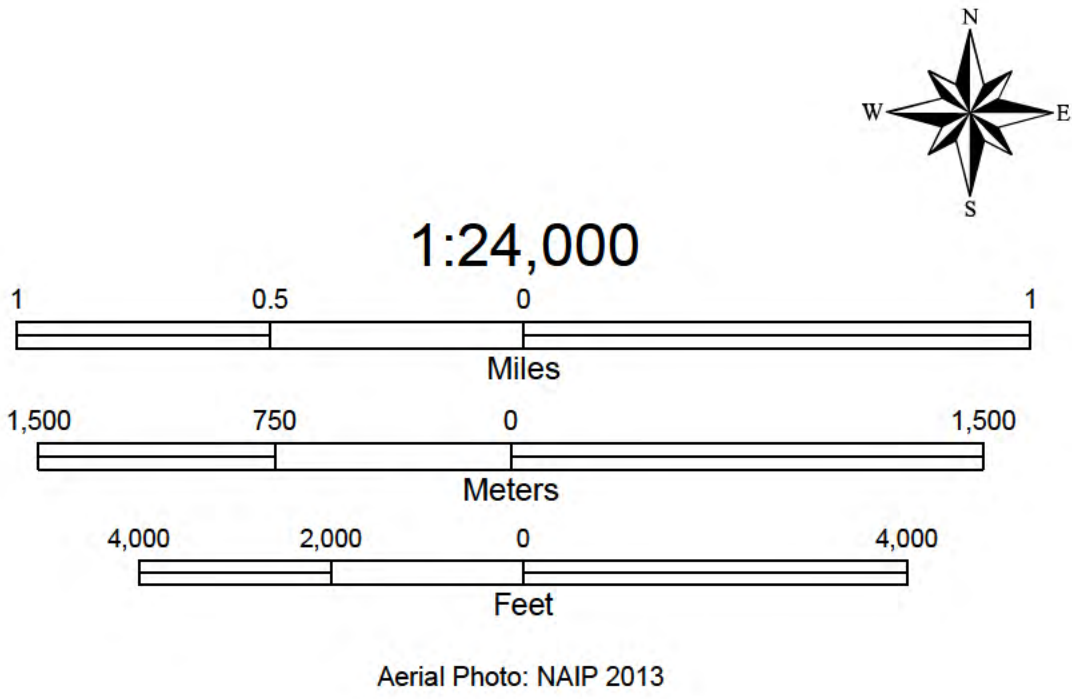 N
W E
S
1:24,000
1 0.5 0 1
Miles
1,500 750 0 1,500
Meters
4,000 2,000 0 4,000
Feet
Aerial Photo: NAIP 2013